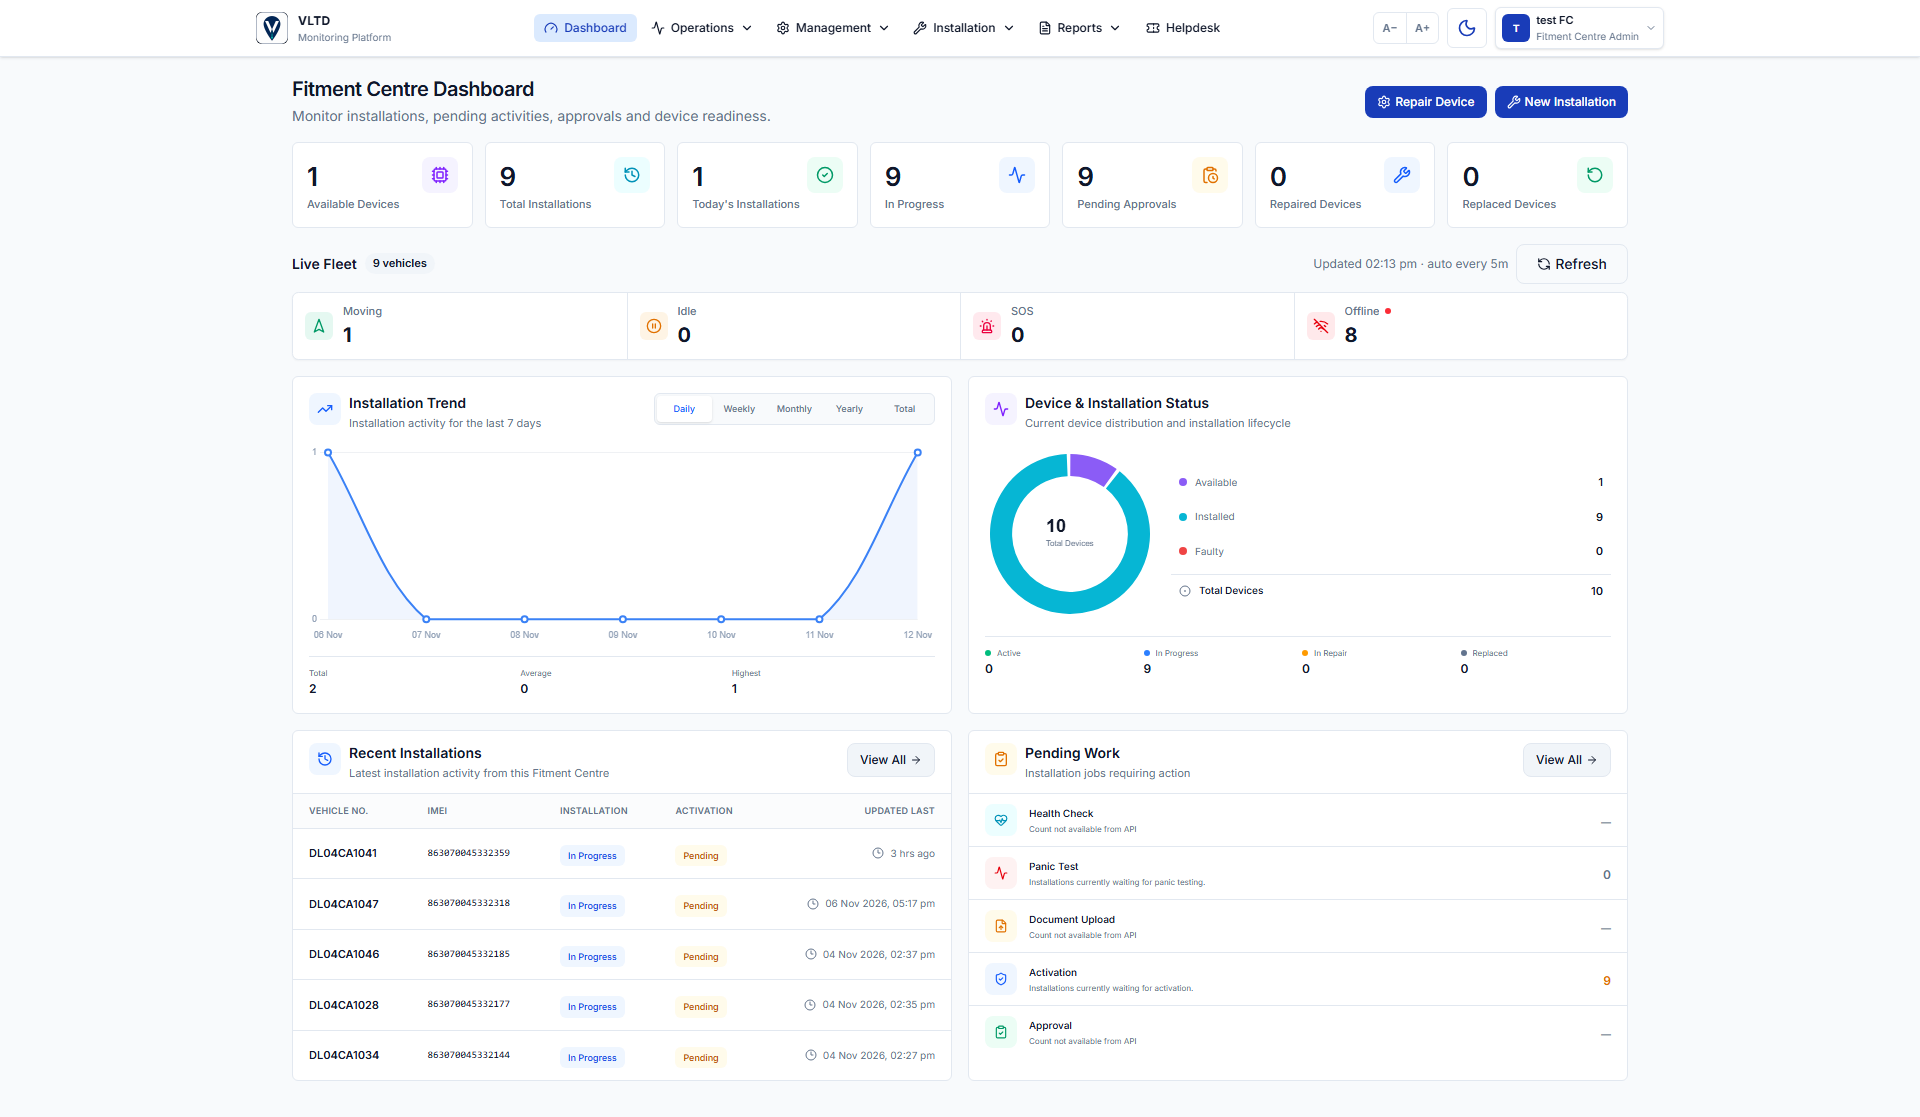 VLTD
Monitoring Platform
Dashboard
Operations
Management
Installation
Reports
Helpdesk
A−
A+
T
test FC
Fitment Centre Admin
Fitment Centre Dashboard
Monitor installations, pending activities, approvals and device readiness.
Repair Device
New Installation
1
Available Devices
9
Total Installations
1
Today's Installations
9
In Progress
9
Pending Approvals
0
Repaired Devices
0
Replaced Devices
Live Fleet
9 vehicles
Updated 02:13 pm · auto every 5m
Refresh
Moving
1
Idle
0
SOS
0
Offline
8
Installation Trend
Installation activity for the last 7 days
Daily
Weekly
Monthly
Yearly
Total
1
0
06 Nov
07 Nov
08 Nov
09 Nov
10 Nov
11 Nov
12 Nov
Total
2
Average
0
Highest
1
Device & Installation Status
Current device distribution and installation lifecycle
10
Total Devices
Available 1
Installed 9
Faulty 0
Total Devices 10
Active
0
In Progress
9
In Repair
0
Replaced
0
Recent Installations
Latest installation activity from this Fitment Centre
View All →
VEHICLE NO. IMEI INSTALLATION ACTIVATION UPDATED LAST
DL04CA1041 863070045332359 In Progress Pending 3 hrs ago
DL04CA1047 863070045332318 In Progress Pending 06 Nov 2026, 05:17 pm
DL04CA1046 863070045332185 In Progress Pending 04 Nov 2026, 02:37 pm
DL04CA1028 863070045332177 In Progress Pending 04 Nov 2026, 02:35 pm
DL04CA1034 863070045332144 In Progress Pending 04 Nov 2026, 02:27 pm
Pending Work
Installation jobs requiring action
View All →
Health Check
Count not available from API
—
Panic Test
Installations currently waiting for panic testing.
0
Document Upload
Count not available from API
—
Activation
Installations currently waiting for activation.
9
Approval
Count not available from API
—